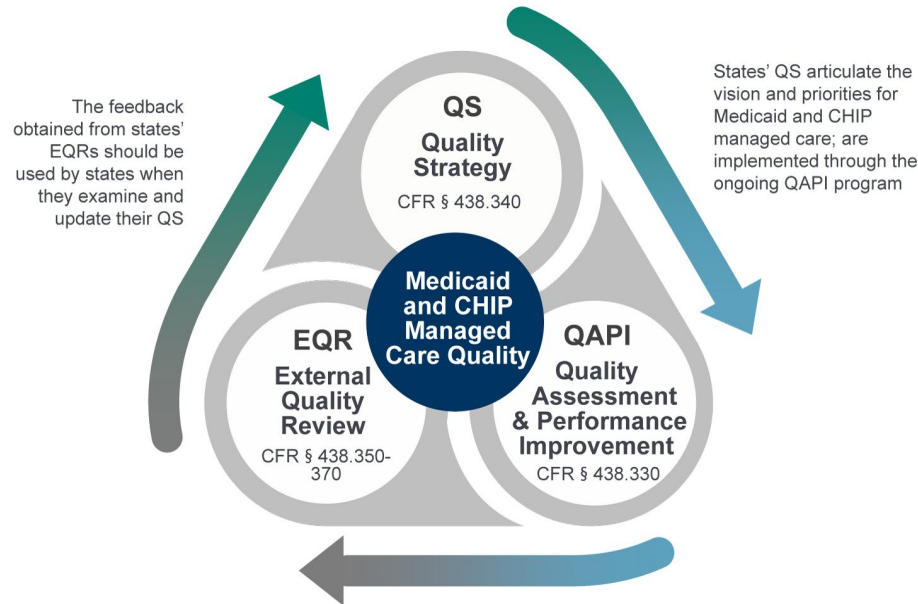 The feedback
obtained from states’
EQRs should be
used by states when
they examine and
update their QS
QS
Quality
Strategy
CFR § 438.340
States’ QS articulate the
vision and priorities for
Medicaid and CHIP
managed care; are
implemented through the
ongoing QAPI program
Medicaid
and CHIP
Managed
Care Quality
EQR
External
Quality
Review
CFR § 438.350-
370
QAPI
Quality
Assessment
& Performance
Improvement
CFR § 438.330